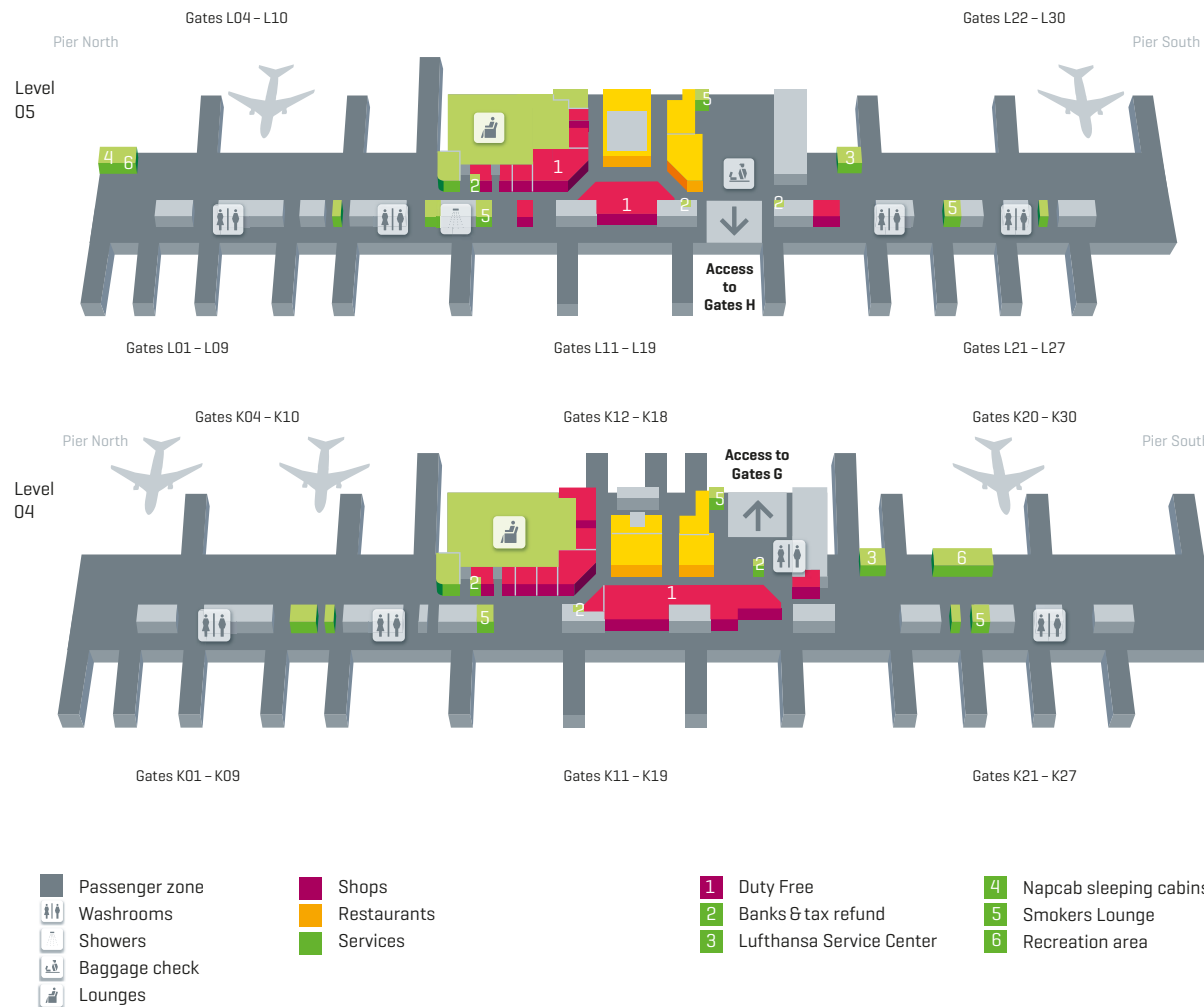 Gates L04 – L10
Gates L22 – L30
Pier North
Pier South
Level
05
5
4
6
1
3
2
5
1
2
2
5
Access
to
Gates H
Gates L01 – L09
Gates L11 – L19
Gates L21 – L27
Gates K04 – K10
Gates K12 – K18
Gates K20 – K30
Pier North
Pier South
Access to
Gates G
Level
04
5
3
6
2
2
1
2
5
5
Gates K01 – K09
Gates K11 – K19
Gates K21 – K27
Passenger zone
Washrooms
Showers
Baggage check
Lounges
Shops
Restaurants
Services
1 Duty Free
2 Banks & tax refund
3 Lufthansa Service Center
4 Napcab sleeping cabins
5 Smokers Lounge
6 Recreation area